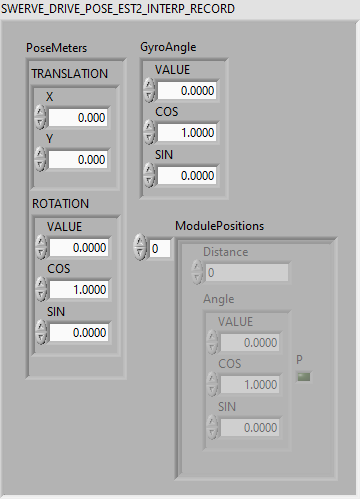 SWERVE_DRIVE_POSE_EST2_INTERP_RECORD
PoseMeters
TRANSLATION
X
0.000
Y
0.000
ROTATION
VALUE
0.0000
COS
1.0000
SIN
0.0000
GyroAngle
VALUE
0.0000
COS
1.0000
SIN
0.0000
0
ModulePositions
Distance
0
Angle
VALUE
0.0000
COS
1.0000
SIN
0.0000
P